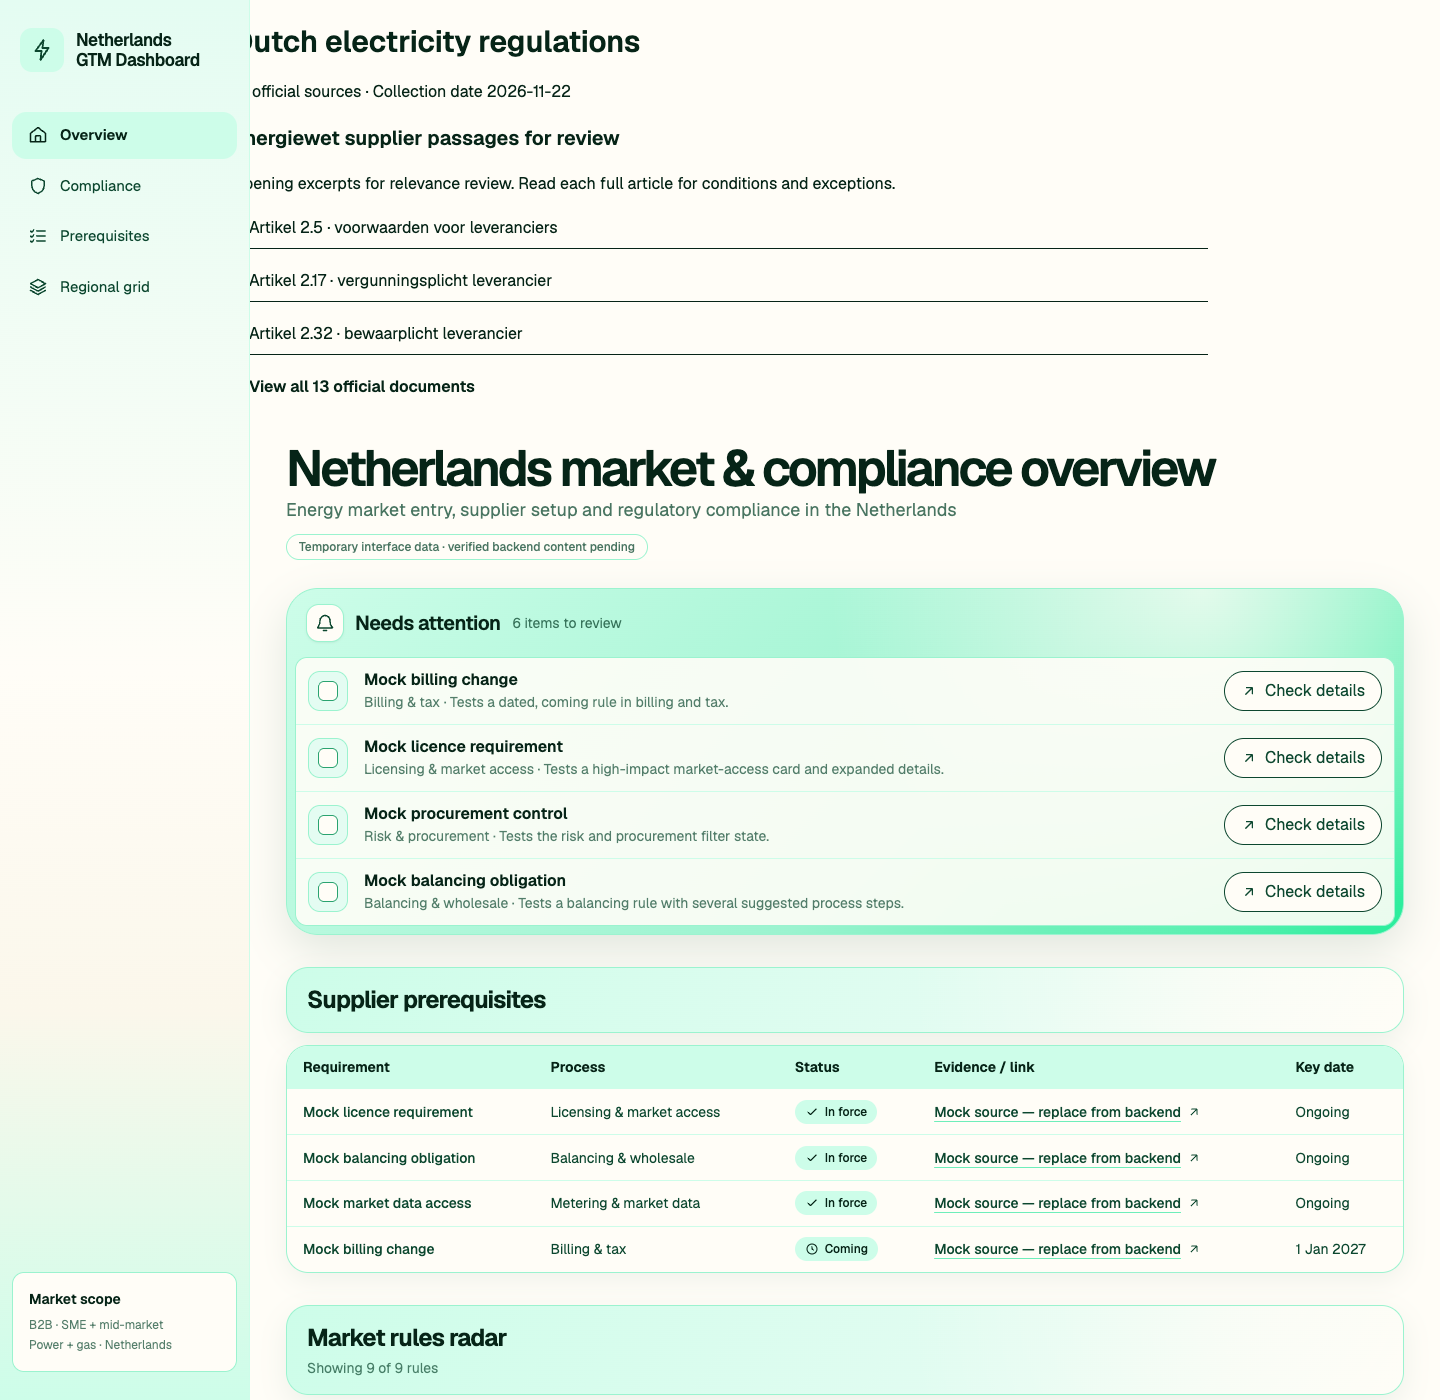 Netherlands
GTM Dashboard
Overview
Compliance
Prerequisites
Regional grid
Market scope
B2B · SME + mid-market
Power + gas · Netherlands
Dutch electricity regulations
official sources · Collection date 2026-11-22
nergiewet supplier passages for review
pening excerpts for relevance review. Read each full article for conditions and exceptions.
Artikel 2.5 · voorwaarden voor leveranciers
Artikel 2.17 · vergunningsplicht leverancier
Artikel 2.32 · bewaarplicht leverancier
View all 13 official documents
Netherlands market & compliance overview
Energy market entry, supplier setup and regulatory compliance in the Netherlands
Temporary interface data · verified backend content pending
Needs attention 6 items to review
Mock billing change
Billing & tax · Tests a dated, coming rule in billing and tax.
Check details
Mock licence requirement
Licensing & market access · Tests a high-impact market-access card and expanded details.
Check details
Mock procurement control
Risk & procurement · Tests the risk and procurement filter state.
Check details
Mock balancing obligation
Balancing & wholesale · Tests a balancing rule with several suggested process steps.
Check details
Supplier prerequisites
Requirement Process Status Evidence / link Key date
Mock licence requirement Licensing & market access In force Mock source — replace from backend Ongoing
Mock balancing obligation Balancing & wholesale In force Mock source — replace from backend Ongoing
Mock market data access Metering & market data In force Mock source — replace from backend Ongoing
Mock billing change Billing & tax Coming Mock source — replace from backend 1 Jan 2027
Market rules radar
Showing 9 of 9 rules